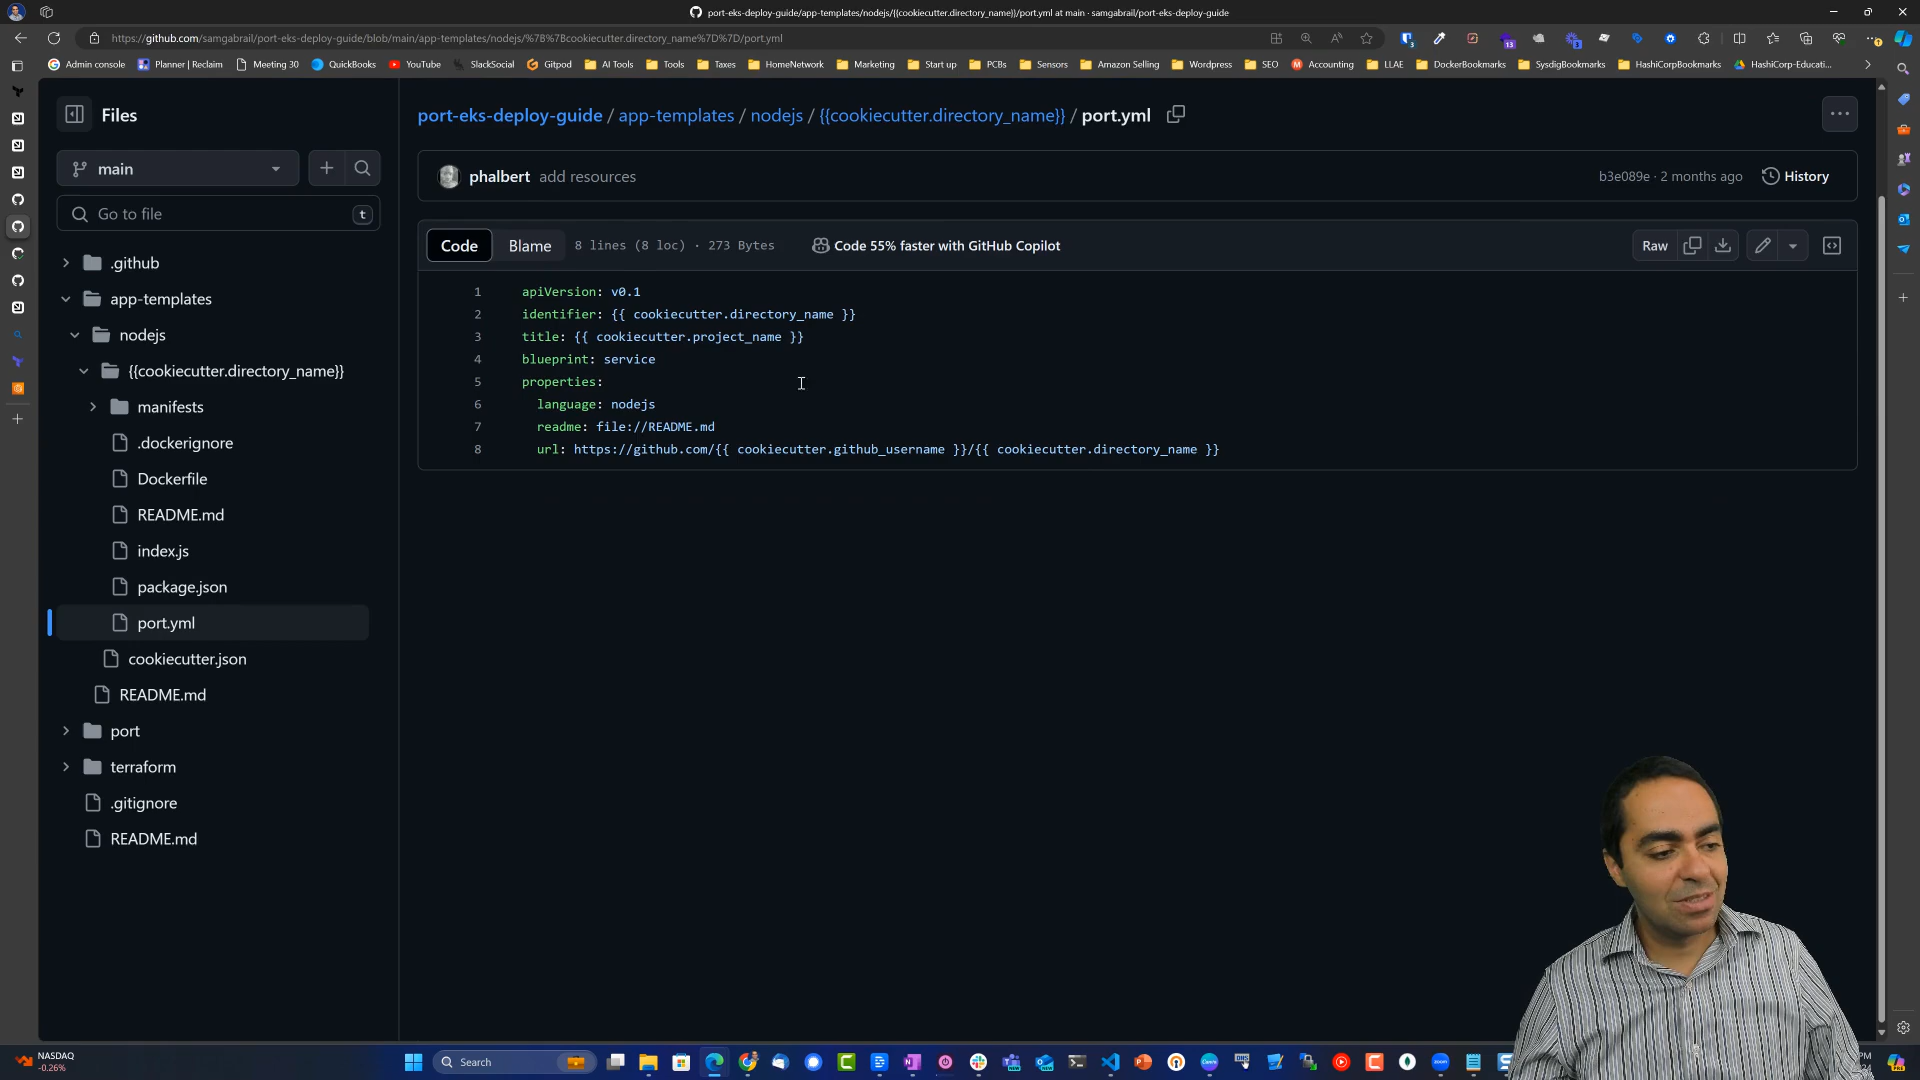 port-eks-deploy-guide/app-templates/nodejs/{{cookiecutter.directory_name}}/port.yml at main · samgabrail/port-eks-deploy-guide
https://github.com/samgabrail/port-eks-deploy-guide/blob/main/app-templates/nodejs/%7B%7Bcookiecutter.directory_name%7D%7D/port.yml
Admin console
Planner | Reclaim
Meeting 30
QuickBooks
YouTube
SlackSocial
Gitpod
AI Tools
Tools
Taxes
HomeNetwork
Marketing
Start up
PCBs
Sensors
Amazon Selling
Wordpress
SEO
Accounting
LLAE
DockerBookmarks
SysdigBookmarks
HashiCorpBookmarks
HashiCorp-Educati...
Files
main
Go to file
t
.github
app-templates
nodejs
{{cookiecutter.directory_name}}
manifests
.dockerignore
Dockerfile
README.md
index.js
package.json
port.yml
cookiecutter.json
README.md
port
terraform
.gitignore
README.md
port-eks-deploy-guide / app-templates / nodejs / {{cookiecutter.directory_name}} / port.yml
phalbert add resources
b3e089e · 2 months ago
History
Code
Blame
8 lines (8 loc) · 273 Bytes
Code 55% faster with GitHub Copilot
Raw
1 apiVersion: v0.1
2 identifier: {{ cookiecutter.directory_name }}
3 title: {{ cookiecutter.project_name }}
4 blueprint: service
5 properties:
6 language: nodejs
7 readme: file://README.md
8 url: https://github.com/{{ cookiecutter.github_username }}/{{ cookiecutter.directory_name }}
NASDAQ
-0.26%
Search